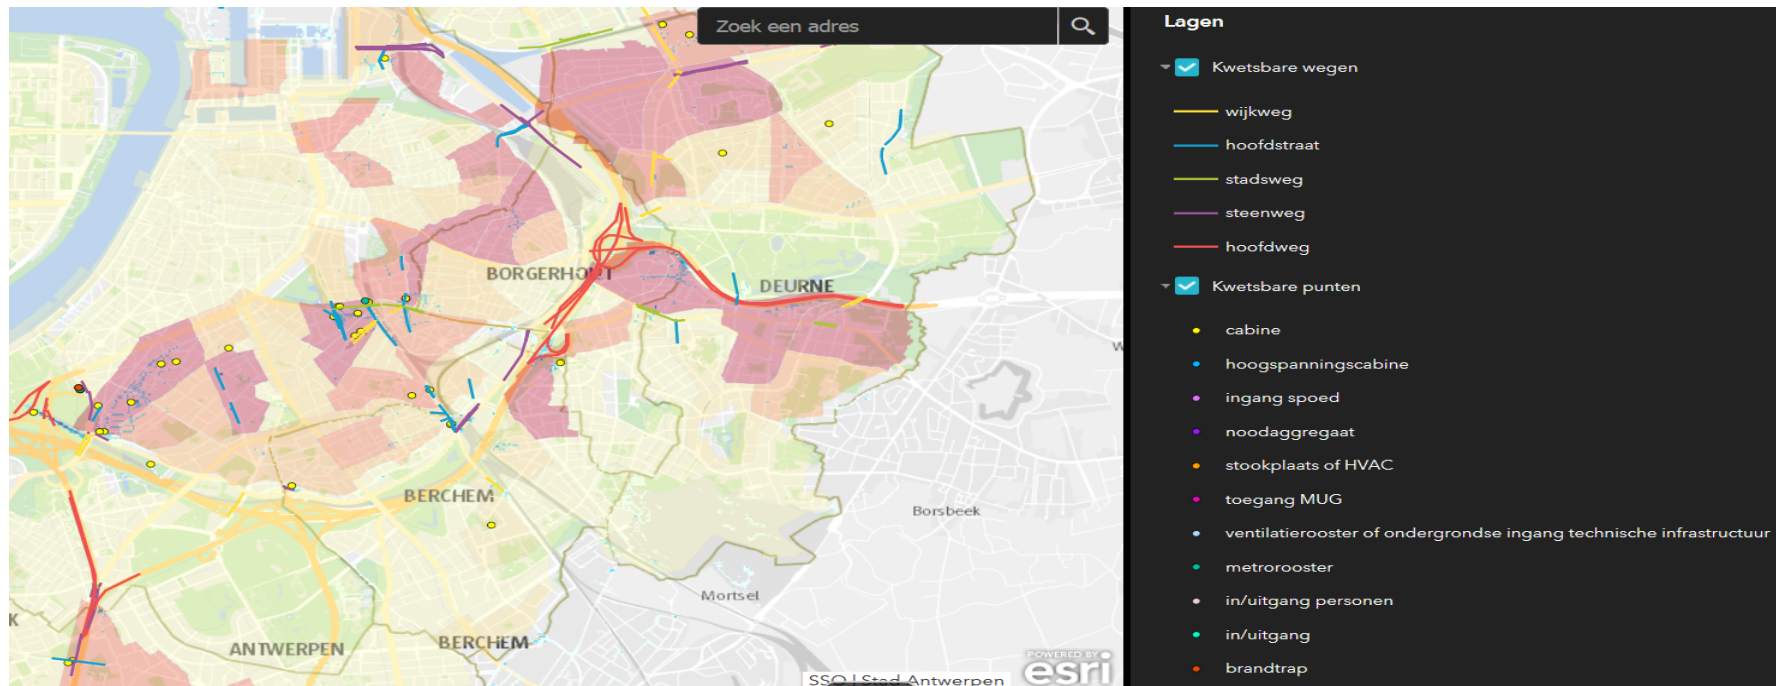 Zoek een adres
BORGERHOUT
DEURNE
W
BERCHEM
Borsbeek
Mortsel
K
ANTWERPEN
BERCHEM
POWERED BY
esri
SSO | Stad Antwerpen
Lagen
Kwetsbare wegen
wijkweg
hoofdstraat
stadsweg
steenweg
hoofdweg
Kwetsbare punten
cabine
hoogspanningscabine
ingang spoed
noodaggregaat
stookplaats of HVAC
toegang MUG
ventilatierooster of ondergrondse ingang technische infrastructuur
metrorooster
in/uitgang personen
in/uitgang
brandtrap